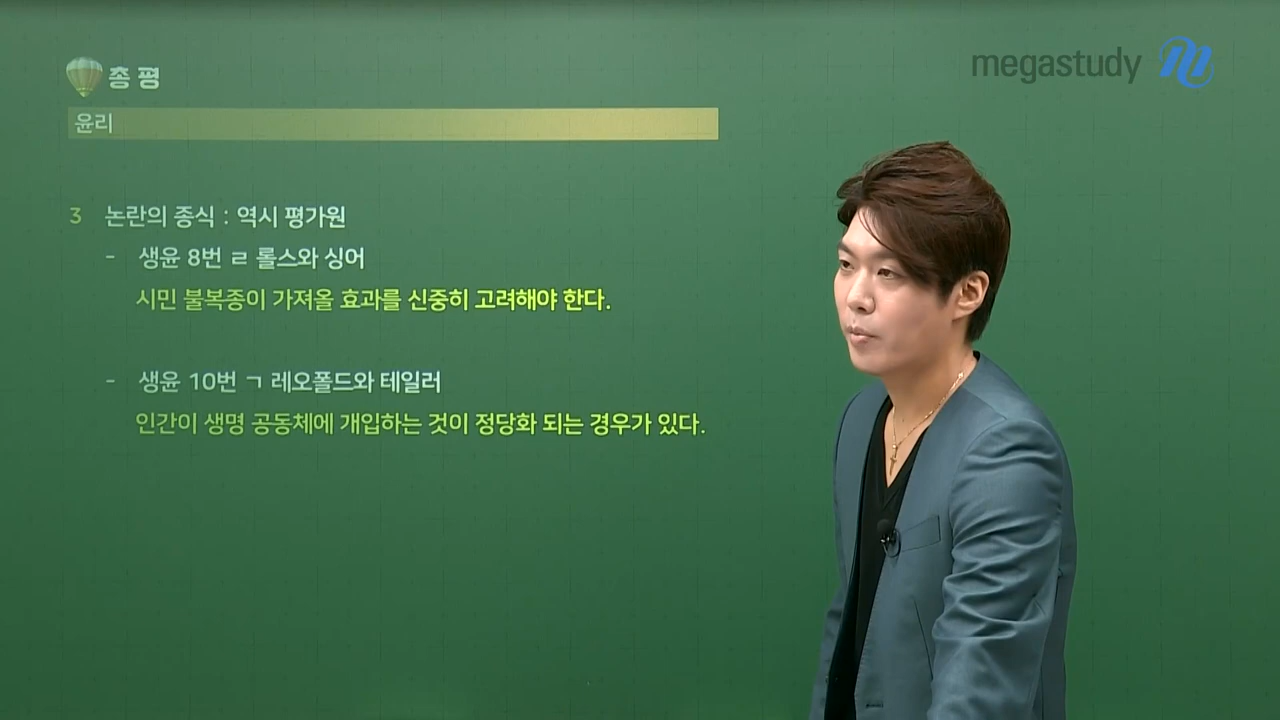 총 평
megastudy
윤리
3 논란의 종식 : 역시 평가원
- 생윤 8번 ㄹ 롤스와 싱어
시민 불복종이 가져올 효과를 신중히 고려해야 한다.
- 생윤 10번 ㄱ 레오폴드와 테일러
인간이 생명 공동체에 개입하는 것이 정당화 되는 경우가 있다.